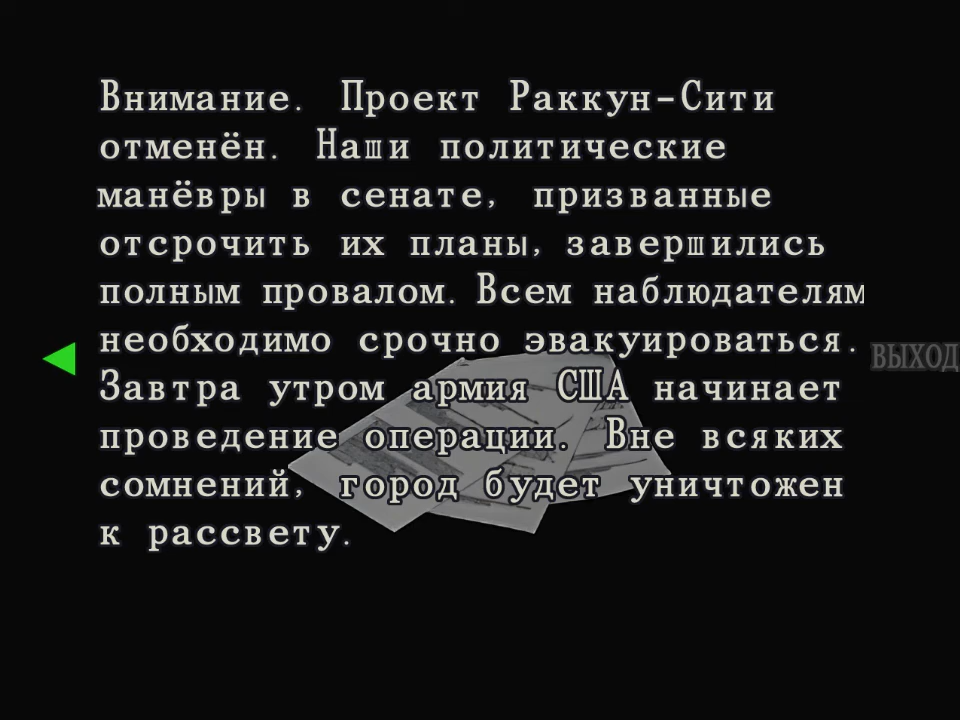 Внимание. Проект Раккун-Сити
отменён. Наши политические
манёвры в сенате, призванные
отсрочить их планы, завершились
полным провалом. Всем наблюдателям
необходимо срочно эвакуироваться.
Завтра утром армия США начинает
проведение операции. Вне всяких
сомнений, город будет уничтожен
к рассвету.
ВЫХОД